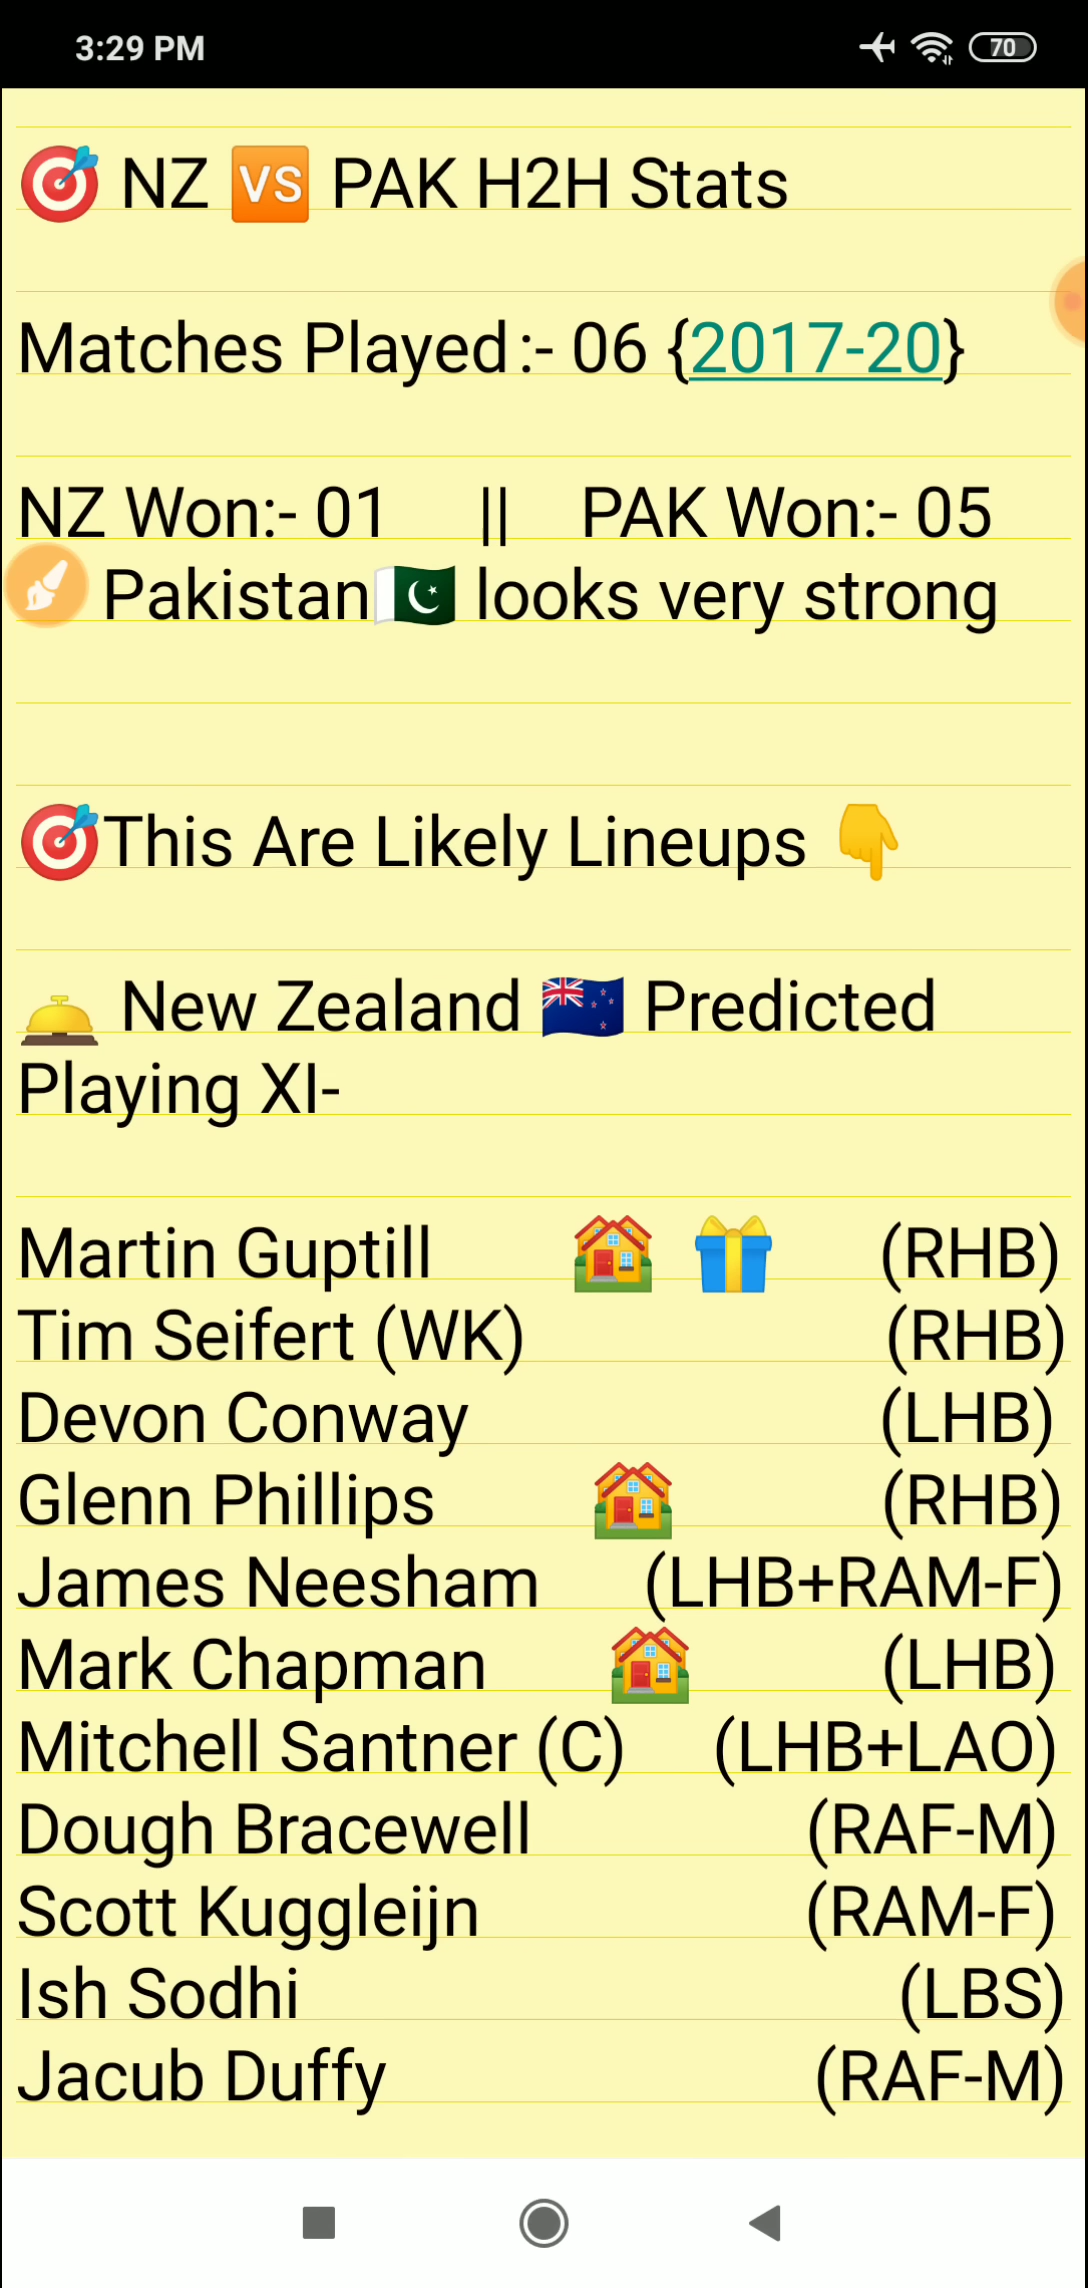 3:29 PM 70
🎯 NZ 🆚 PAK H2H Stats
Matches Played:- 06 {2017-20}
NZ Won:- 01 || PAK Won:- 05
Pakistan🇵🇰 looks very strong
🎯This Are Likely Lineups 👇
🛎️ New Zealand 🇳🇿 Predicted
Playing XI-
Martin Guptill 🏘️ 🎁 (RHB)
Tim Seifert (WK) (RHB)
Devon Conway (LHB)
Glenn Phillips 🏘️ (RHB)
James Neesham (LHB+RAM-F)
Mark Chapman 🏘️ (LHB)
Mitchell Santner (C) (LHB+LAO)
Dough Bracewell (RAF-M)
Scott Kuggleijn (RAM-F)
Ish Sodhi (LBS)
Jacub Duffy (RAF-M)